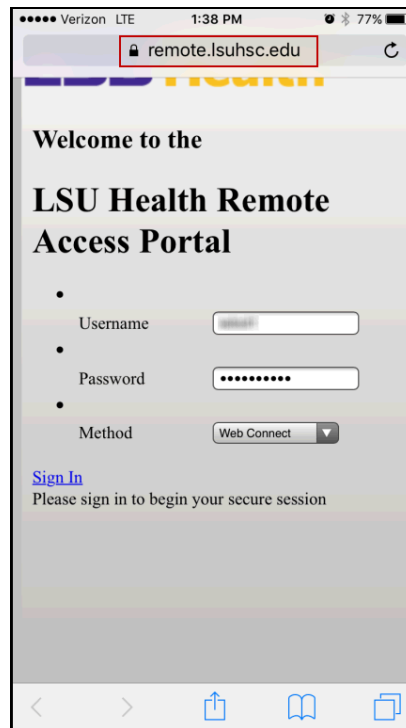 ●●●●● Verizon LTE 1:38 PM 77%
remote.lsuhsc.edu
Health
Welcome to the
LSU Health Remote
Access Portal
•
Username
•
Password ••••••••••
•
Method Web Connect
Sign In
Please sign in to begin your secure session